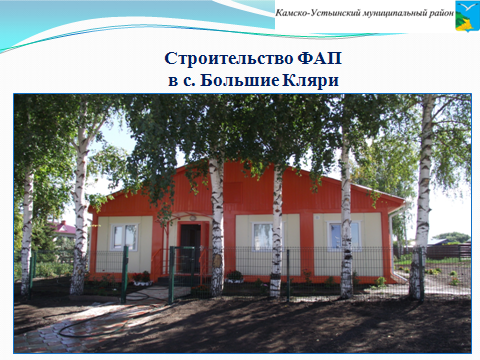 Камско-Устьинский муниципальный район
Строительство ФАП
в с. Большие Кляри